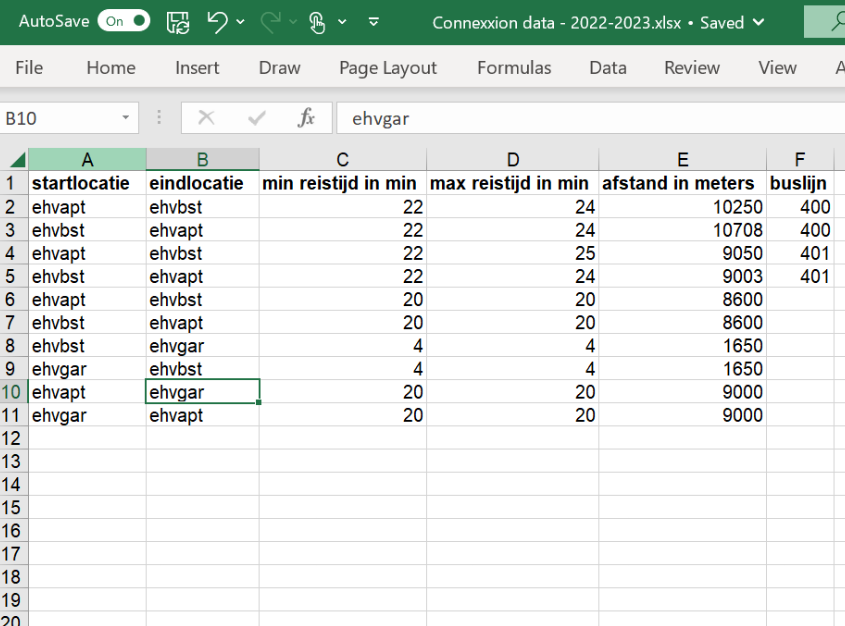 AutoSave On Connexxion data - 2022-2023.xlsx • Saved
File Home Insert Draw Page Layout Formulas Data Review View A
B10 fx ehvgar
A B C D E F
1 startlocatie eindlocatie min reistijd in min max reistijd in min afstand in meters buslijn
2 ehvapt ehvbst 22 24 10250 400
3 ehvbst ehvapt 22 24 10708 400
4 ehvapt ehvbst 22 25 9050 401
5 ehvbst ehvapt 22 24 9003 401
6 ehvapt ehvbst 20 20 8600
7 ehvbst ehvapt 20 20 8600
8 ehvbst ehvgar 4 4 1650
9 ehvgar ehvbst 4 4 1650
10 ehvapt ehvgar 20 20 9000
11 ehvgar ehvapt 20 20 9000
12
13
14
15
16
17
18
19
20